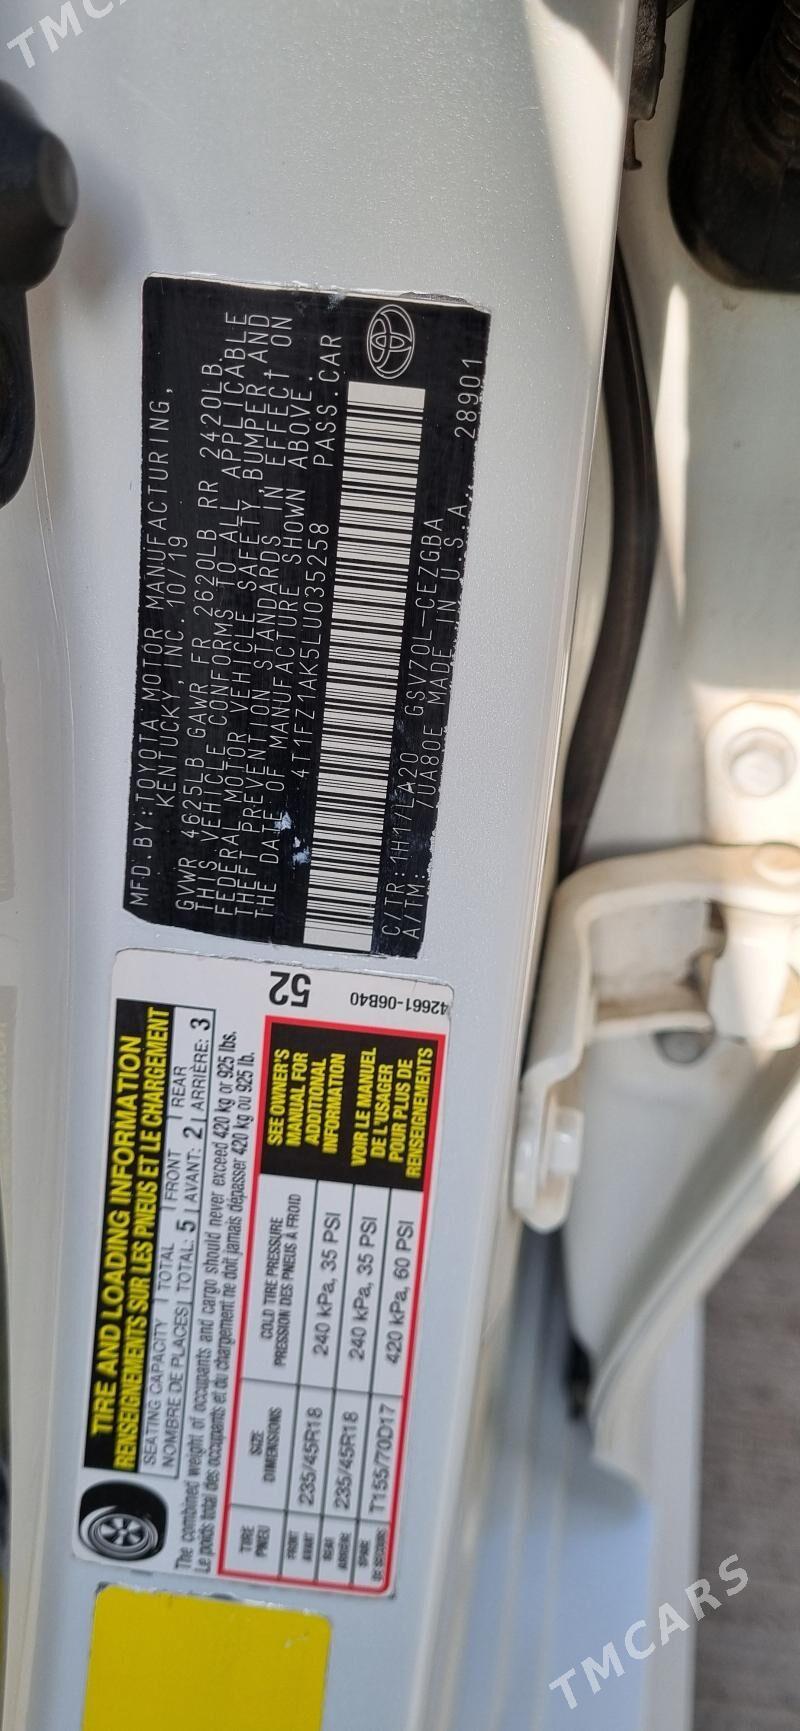 TMCARS
MFD.BY:TOYOTA MOTOR MANUFACTURING,
KENTUCKY, INC. 10/19
GVWR 4625LB GAWR FR 2620LB RR 2420LB.
THIS VEHICLE CONFORMS TO ALL APPLICABLE
FEDERAL MOTOR VEHICLE SAFETY, BUMPER AND
THEFT PREVENTION STANDARDS IN EFFECT ON
THE DATE OF MANUFACTURE SHOWN ABOVE.
4T1FZ1AK5LU035258 PASS.CAR
C/TR:1H1/LA20 GSV70L-CEZGBA
A/TM: /UA80E MADE IN U.S.A. 28901
TIRE AND LOADING INFORMATION
RENSEIGNEMENTS SUR LES PNEUS ET LE CHARGEMENT
SEATING CAPACITY TOTAL FRONT REAR
NOMBRE DE PLACES TOTAL: 5 AVANT: 2 ARRIÈRE: 3
The combined weight of occupants and cargo should never exceed 420 kg or 925 lbs.
Le poids total des occupants et du chargement ne doit jamais dépasser 420 kg ou 925 lb.
TIRE SIZE COLD TIRE PRESSURE
PNEU DIMENSIONS PRESSION DES PNEUS À FROID
FRONT
AVANT 235/45R18 240 kPa, 35 PSI
REAR
ARRIÈRE 235/45R18 240 kPa, 35 PSI
SPARE
DE SECOURS T155/70D17 420 kPa, 60 PSI
SEE OWNER'S
MANUAL FOR
ADDITIONAL
INFORMATION
VOIR LE MANUEL
DE L'USAGER
POUR PLUS DE
RENSEIGNEMENTS
52
42661-06B40
TMCARS